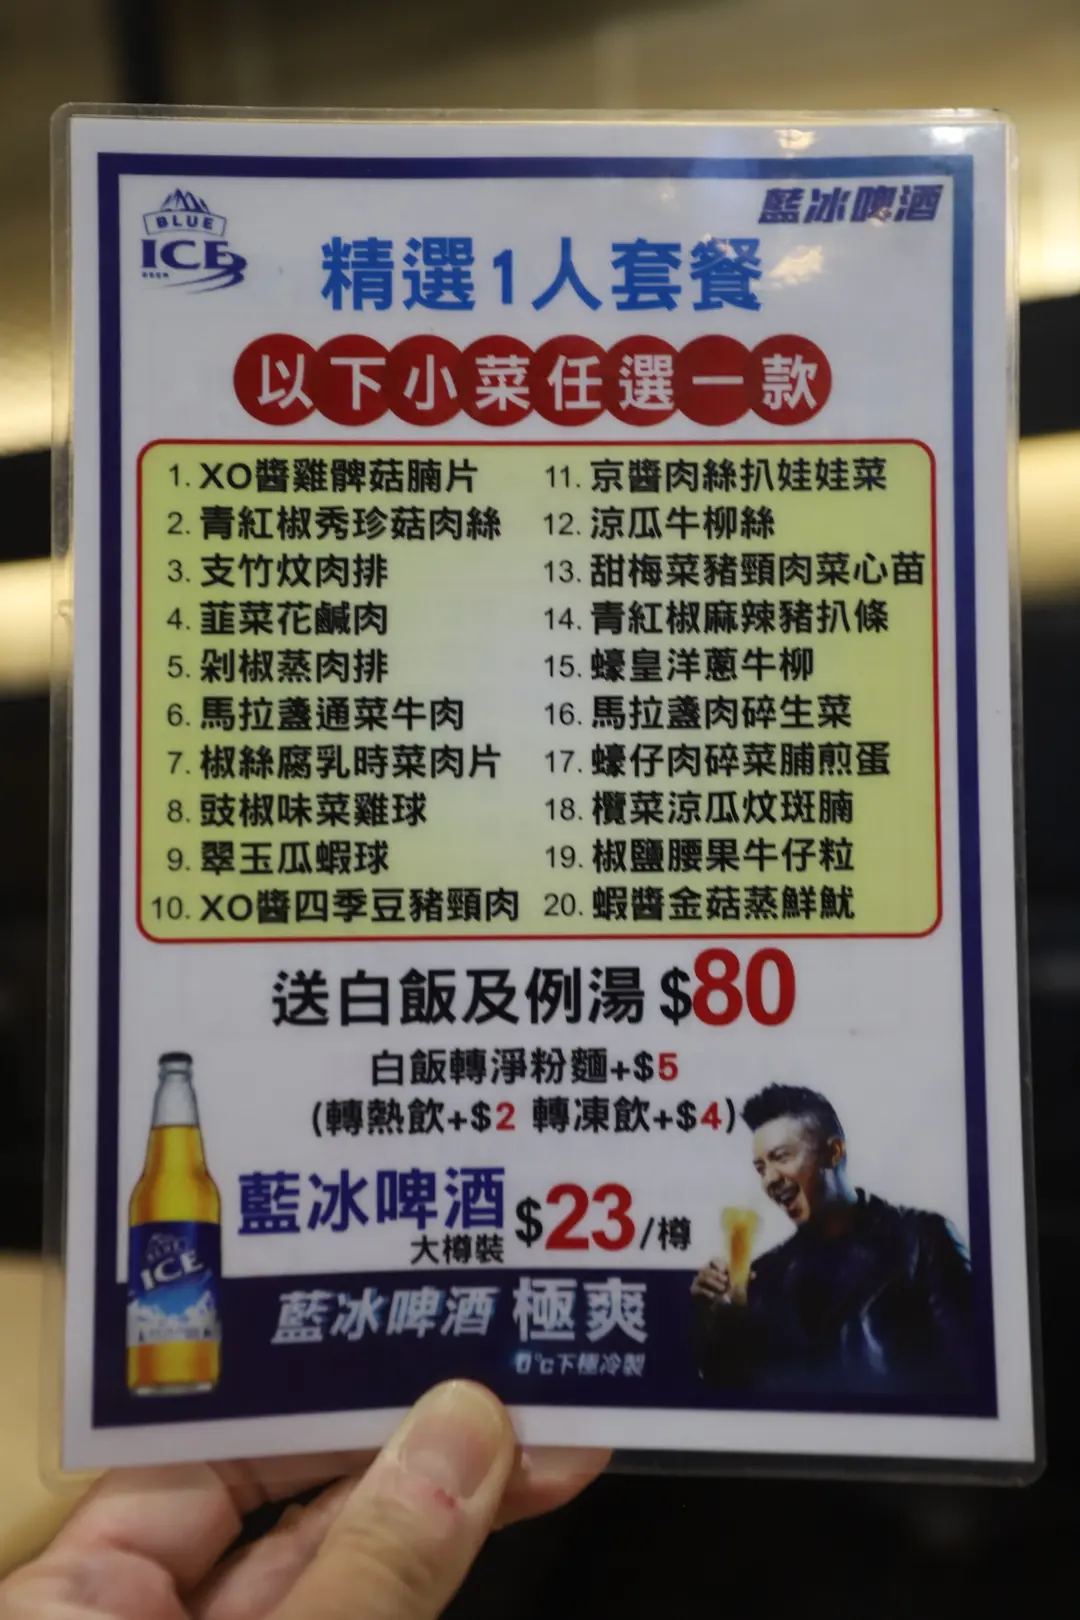 BLUE
ICE
藍冰啤酒
精選1人套餐
以下小菜任選一款
1. XO醬雞髀菇腩片
2. 青紅椒秀珍菇肉絲
3. 支竹炆肉排
4. 韮菜花鹹肉
5. 剁椒蒸肉排
6. 馬拉盞通菜牛肉
7. 椒絲腐乳時菜肉片
8. 豉椒味菜雞球
9. 翠玉瓜蝦球
10. XO醬四季豆豬頸肉
11. 京醬肉絲扒娃娃菜
12. 涼瓜牛柳絲
13. 甜梅菜豬頸肉菜心苗
14. 青紅椒麻辣豬扒條
15. 蠔皇洋蔥牛柳
16. 馬拉盞肉碎生菜
17. 蠔仔肉碎菜脯煎蛋
18. 欖菜涼瓜炆斑腩
19. 椒鹽腰果牛仔粒
20. 蝦醬金菇蒸鮮魷
送白飯及例湯 $80
白飯轉淨粉麵+$5
(轉熱飲+$2 轉凍飲+$4)
藍冰啤酒 $23/樽
大樽裝
BLUE
ICE
藍冰啤酒 極爽
0°c下極冷製